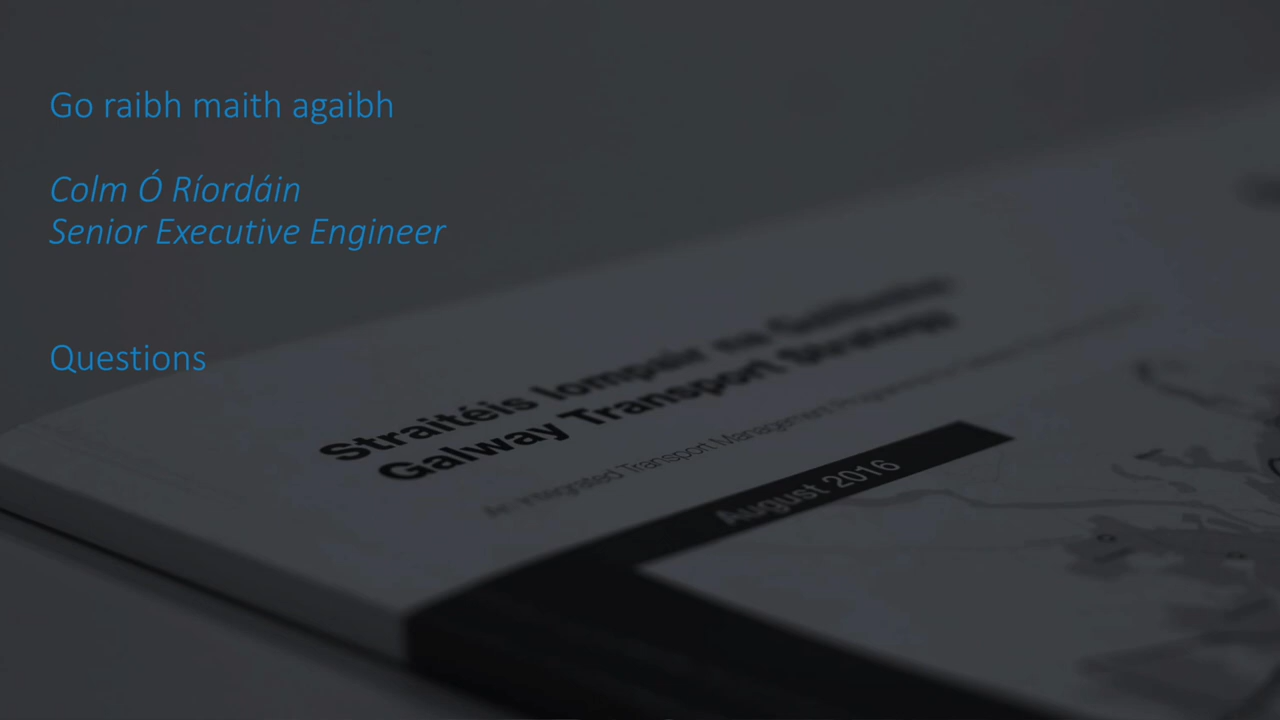 Go raibh maith agaibh
Colm Ó Ríordáin
Senior Executive Engineer
Questions
Straitéis Iompair na Gaillimhe
Galway Transport Strategy
An Integrated Transport Management Programme
August 2016